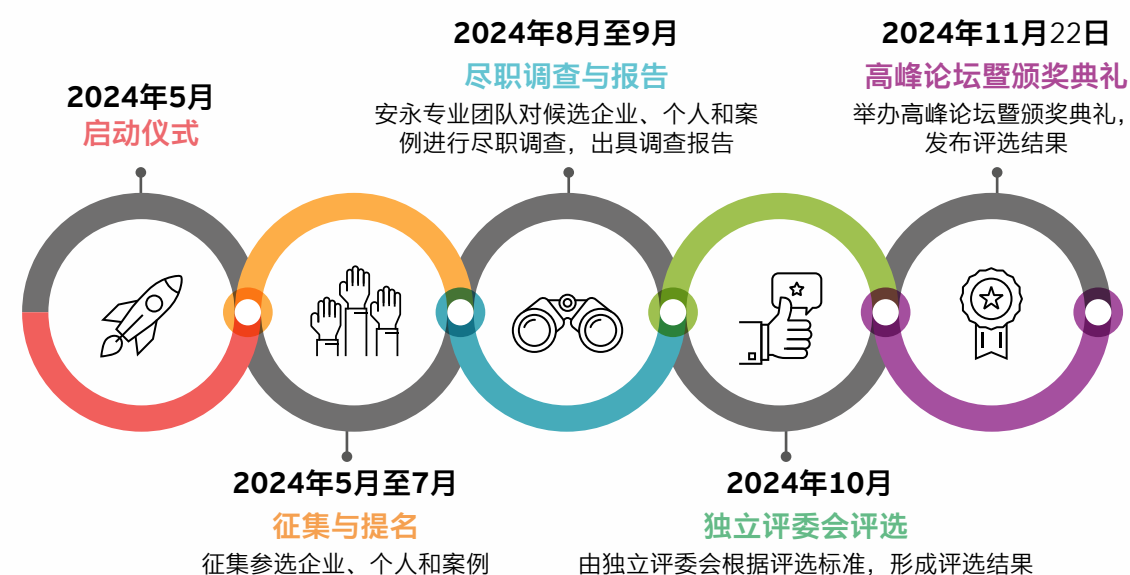 2024年5月
启动仪式
2024年5月至7月
征集与提名
征集参选企业、个人和案例
2024年8月至9月
尽职调查与报告
安永专业团队对候选企业、个人和案
例进行尽职调查，出具调查报告
2024年10月
独立评委会评选
由独立评委会根据评选标准，形成评选结果
2024年11月22日
高峰论坛暨颁奖典礼
举办高峰论坛暨颁奖典礼，
发布评选结果